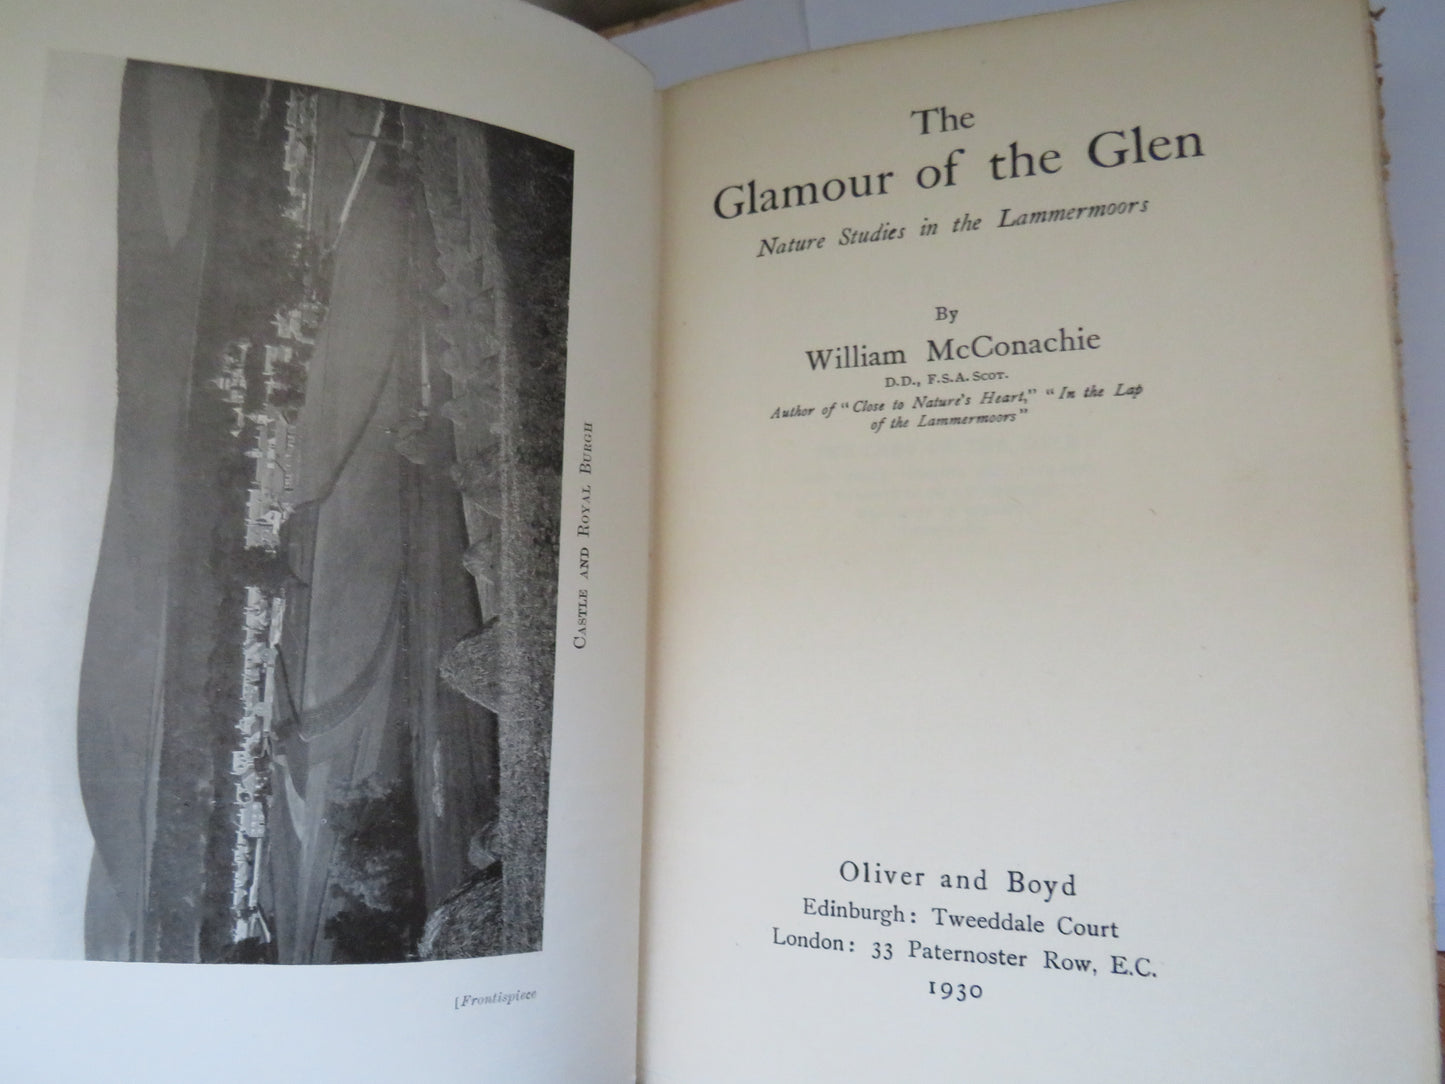 CASTLE AND ROYAL BURGH
[Frontispiece
The
Glamour of the Glen
Nature Studies in the Lammermoors
By
William McConachie
D.D., F.S.A. SCOT.
Author of "Close to Nature's Heart," "In the Lap
of the Lammermoors"
Oliver and Boyd
Edinburgh: Tweeddale Court
London: 33 Paternoster Row, E.C.
1930